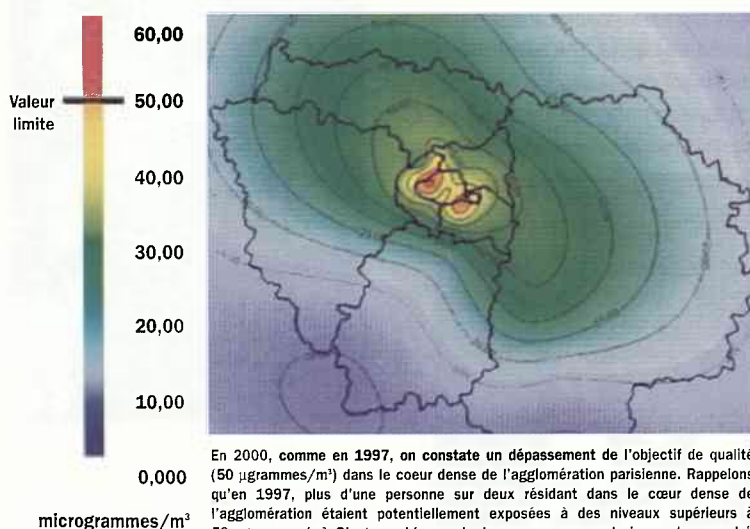 60,00
Valeur
limite
50,00
40,00
30,00
20,00
10,00
0,000
microgrammes/m³
En 2000, comme en 1997, on constate un dépassement de l'objectif de qualité
(50 µgrammes/m³) dans le coeur dense de l'agglomération parisienne. Rappelons
qu'en 1997, plus d'une personne sur deux résidant dans le cœur dense de
l'agglomération étaient potentiellement exposées à des niveaux supérieurs à